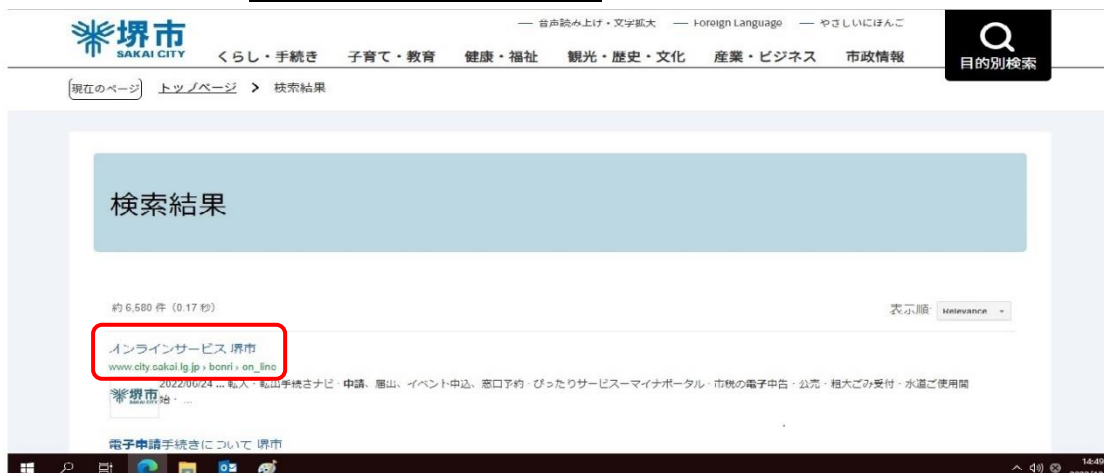 堺市
SAKAI CITY
音声読み上げ・文字拡大 Foreign Language やさしいにほんご
くらし・手続き 子育て・教育 健康・福祉 観光・歴史・文化 産業・ビジネス 市政情報
目的別検索
現在のページ トップページ > 検索結果
検索結果
約 6,580 件 (0.17 秒)
表示順: Relevance
オンラインサービス 堺市
www.city.sakai.lg.jp › benri › on_line
2022/06/24 ... 転入・転出手続きナビ · 申請、届出、イベント申込、窓口予約 · ぴったりサービスーマイナポータル · 市税の電子申告 · 公売 · 粗大ごみ受付 · 水道ご使用開
始 · ...
堺市
電子申請手続きについて 堺市
14:49